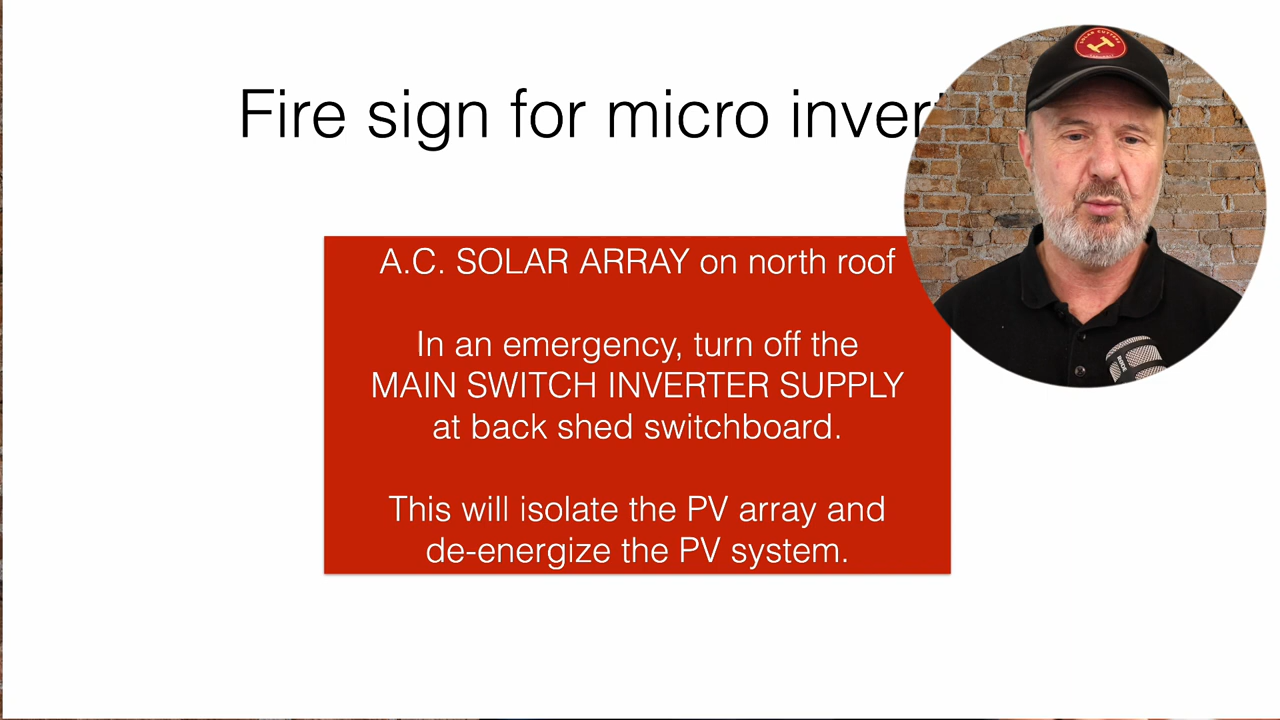 Fire sign for micro
A.C. SOLAR ARRAY on north roof
In an emergency, turn off the
MAIN SWITCH INVERTER SUPPLY
at back shed switchboard.
This will isolate the PV array and
de-energize the PV system.